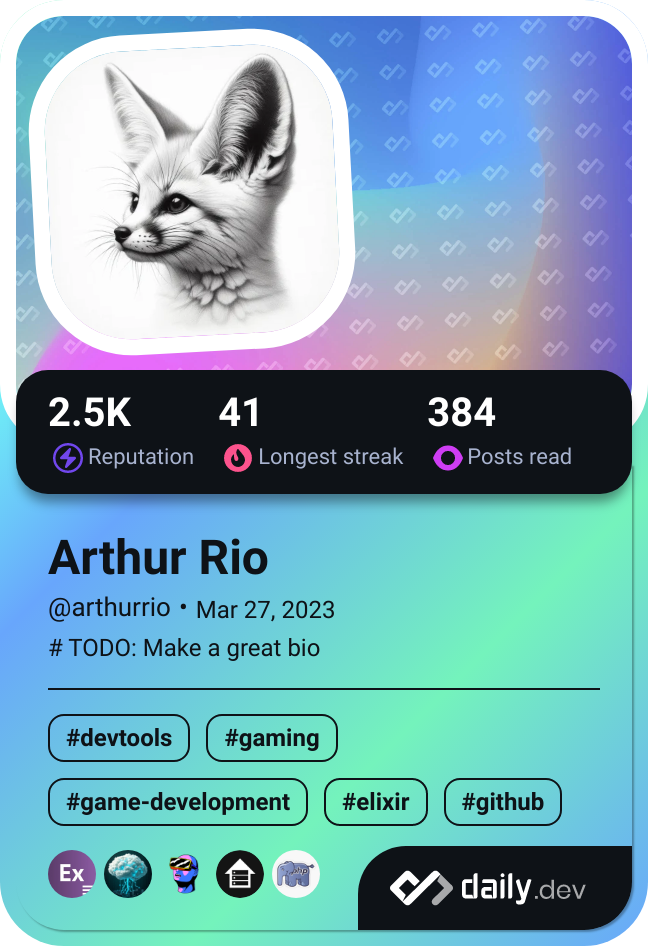 2.5K 41 384
Reputation Longest streak Posts read
Arthur Rio
@arthurrio • Mar 27, 2023
# TODO: Make a great bio
#devtools #gaming
#game-development #elixir #github
Ex php
daily.dev